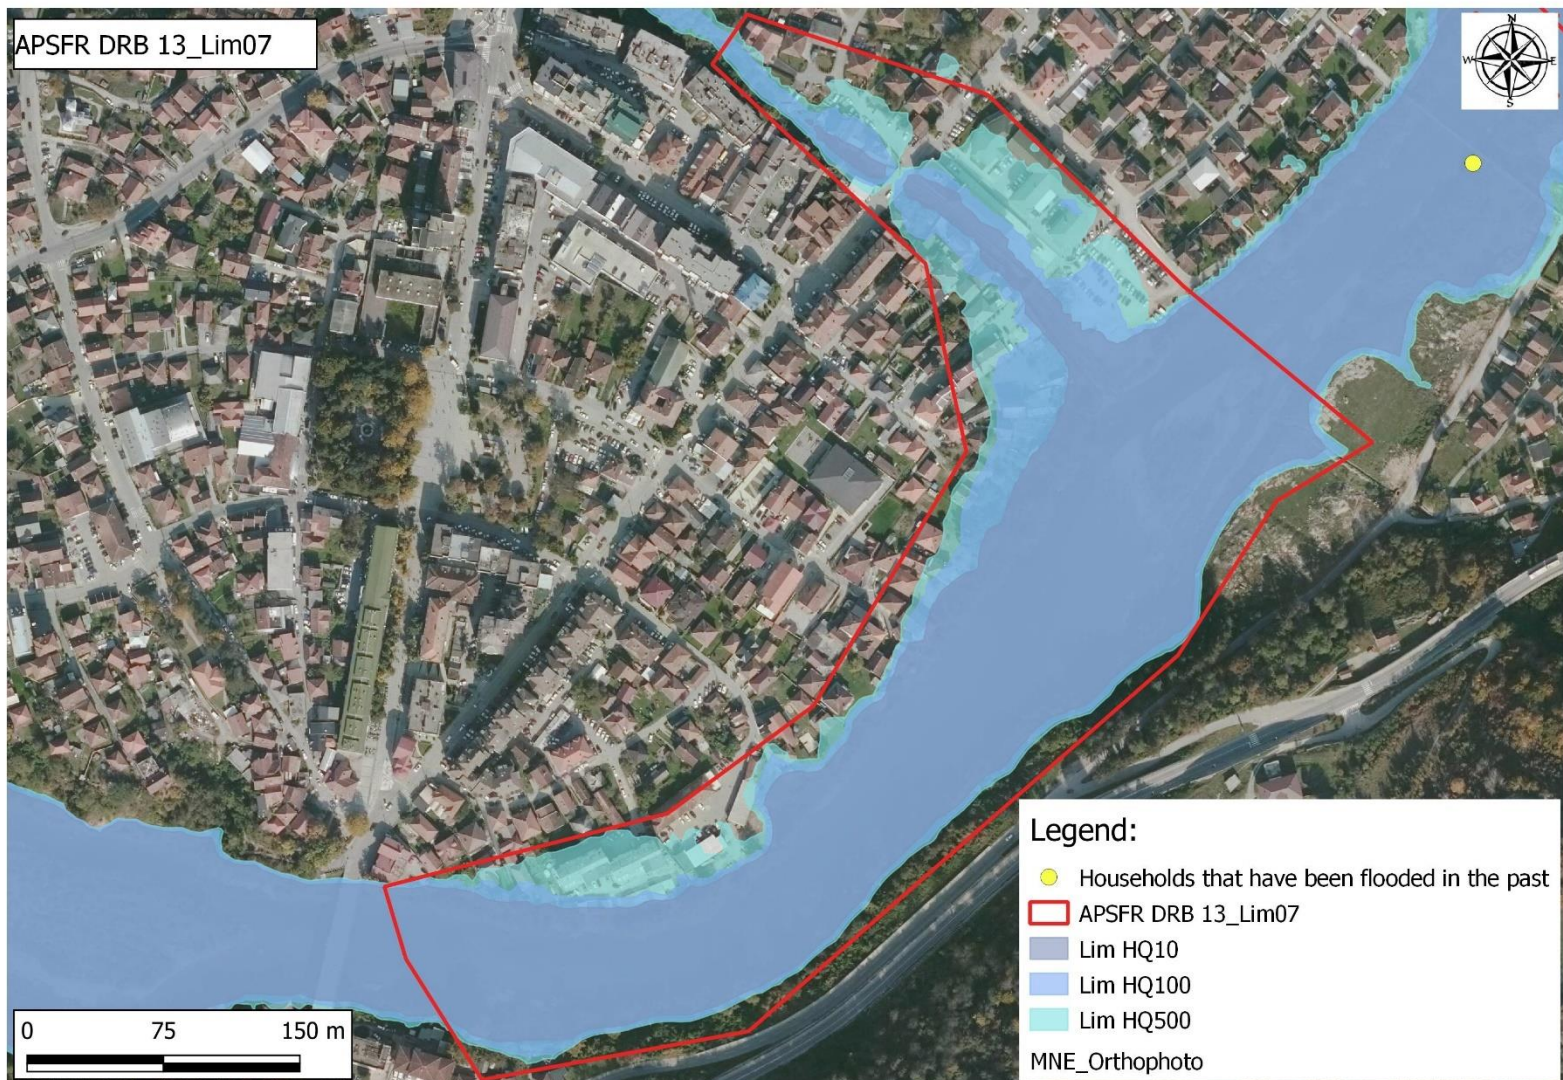 APSFR DRB 13_Lim07
N
W
E
S
Legend:
Households that have been flooded in the past
APSFR DRB 13_Lim07
Lim HQ10
Lim HQ100
Lim HQ500
MNE_Orthophoto
0 75 150 m